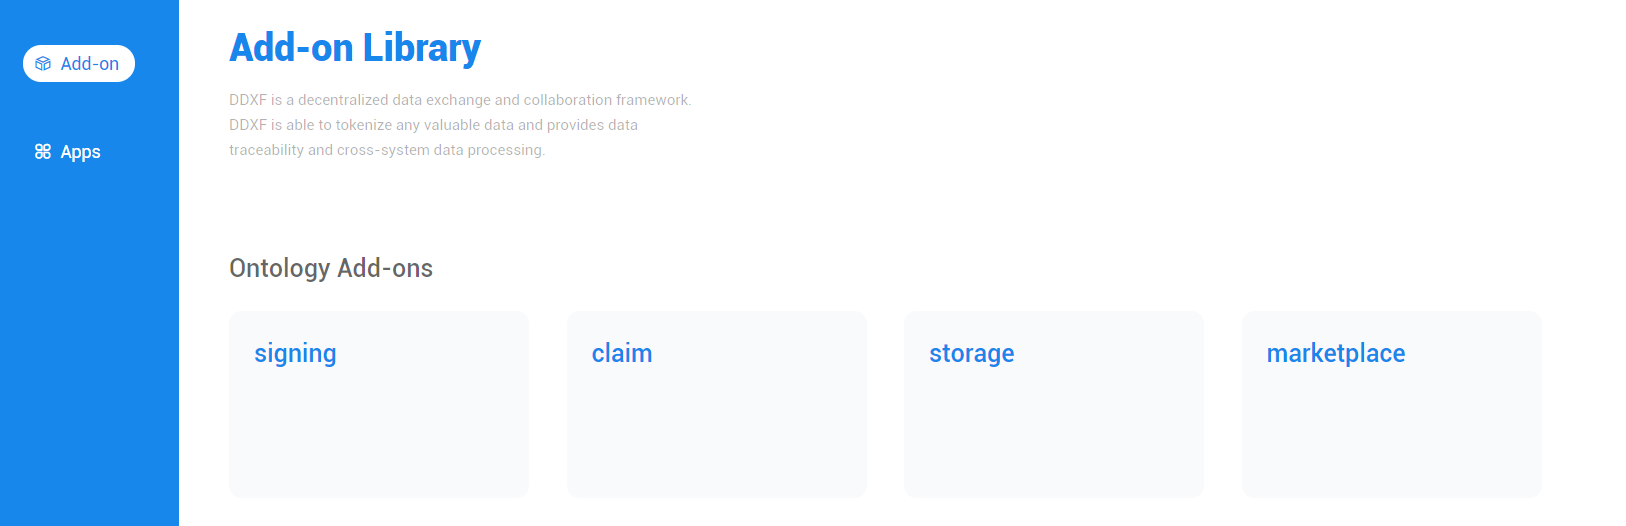 Add-on
Apps
Add-on Library
DDXF is a decentralized data exchange and collaboration framework.
DDXF is able to tokenize any valuable data and provides data
traceability and cross-system data processing.
Ontology Add-ons
signing
claim
storage
marketplace